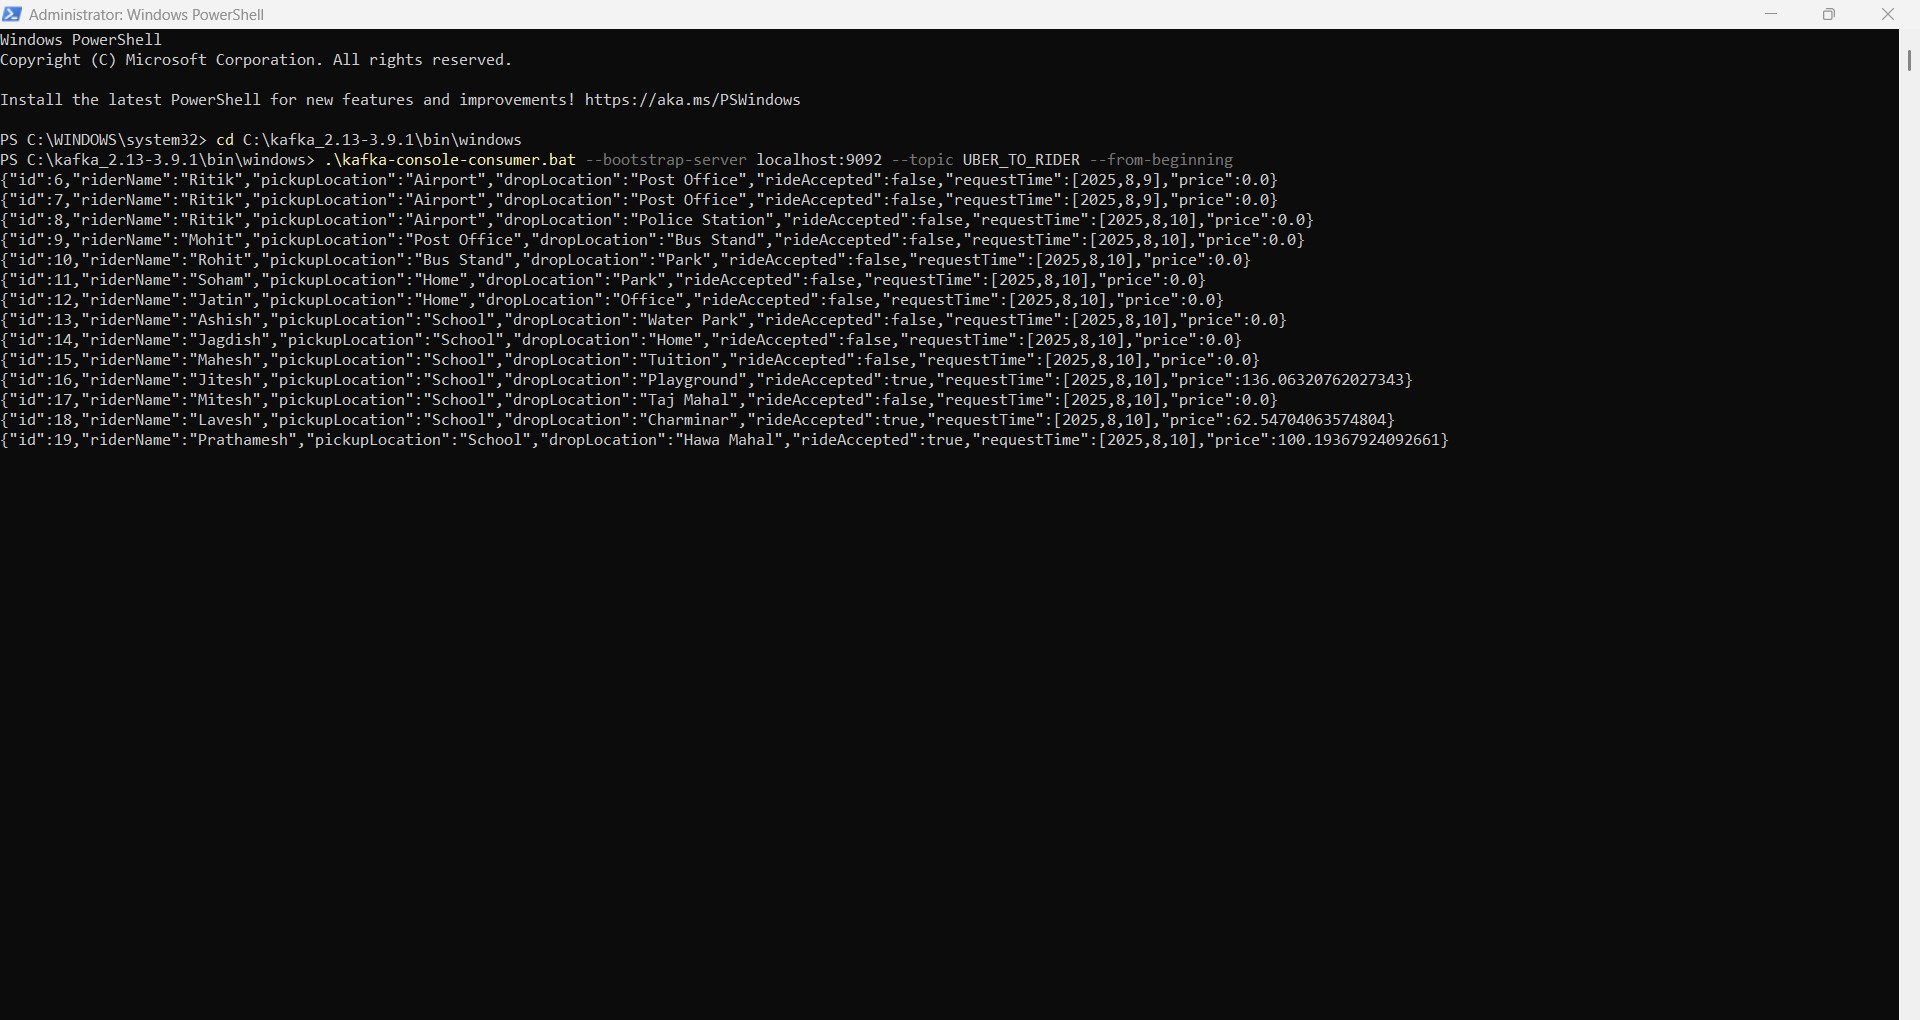 Administrator: Windows PowerShell
Windows PowerShell
Copyright (C) Microsoft Corporation. All rights reserved.
Install the latest PowerShell for new features and improvements! https://aka.ms/PSWindows
PS C:\WINDOWS\system32> cd C:\kafka_2.13-3.9.1\bin\windows
PS C:\kafka_2.13-3.9.1\bin\windows> .\kafka-console-consumer.bat --bootstrap-server localhost:9092 --topic UBER_TO_RIDER --from-beginning
{"id":6,"riderName":"Ritik","pickupLocation":"Airport","dropLocation":"Post Office","rideAccepted":false,"requestTime":[2025,8,9],"price":0.0}
{"id":7,"riderName":"Ritik","pickupLocation":"Airport","dropLocation":"Post Office","rideAccepted":false,"requestTime":[2025,8,9],"price":0.0}
{"id":8,"riderName":"Ritik","pickupLocation":"Airport","dropLocation":"Police Station","rideAccepted":false,"requestTime":[2025,8,10],"price":0.0}
{"id":9,"riderName":"Mohit","pickupLocation":"Post Office","dropLocation":"Bus Stand","rideAccepted":false,"requestTime":[2025,8,10],"price":0.0}
{"id":10,"riderName":"Rohit","pickupLocation":"Bus Stand","dropLocation":"Park","rideAccepted":false,"requestTime":[2025,8,10],"price":0.0}
{"id":11,"riderName":"Soham","pickupLocation":"Home","dropLocation":"Park","rideAccepted":false,"requestTime":[2025,8,10],"price":0.0}
{"id":12,"riderName":"Jatin","pickupLocation":"Home","dropLocation":"Office","rideAccepted":false,"requestTime":[2025,8,10],"price":0.0}
{"id":13,"riderName":"Ashish","pickupLocation":"School","dropLocation":"Water Park","rideAccepted":false,"requestTime":[2025,8,10],"price":0.0}
{"id":14,"riderName":"Jagdish","pickupLocation":"School","dropLocation":"Home","rideAccepted":false,"requestTime":[2025,8,10],"price":0.0}
{"id":15,"riderName":"Mahesh","pickupLocation":"School","dropLocation":"Tuition","rideAccepted":false,"requestTime":[2025,8,10],"price":0.0}
{"id":16,"riderName":"Jitesh","pickupLocation":"School","dropLocation":"Playground","rideAccepted":true,"requestTime":[2025,8,10],"price":136.06320762027343}
{"id":17,"riderName":"Mitesh","pickupLocation":"School","dropLocation":"Taj Mahal","rideAccepted":false,"requestTime":[2025,8,10],"price":0.0}
{"id":18,"riderName":"Lavesh","pickupLocation":"School","dropLocation":"Charminar","rideAccepted":true,"requestTime":[2025,8,10],"price":62.54704063574804}
{"id":19,"riderName":"Prathamesh","pickupLocation":"School","dropLocation":"Hawa Mahal","rideAccepted":true,"requestTime":[2025,8,10],"price":100.19367924092661}